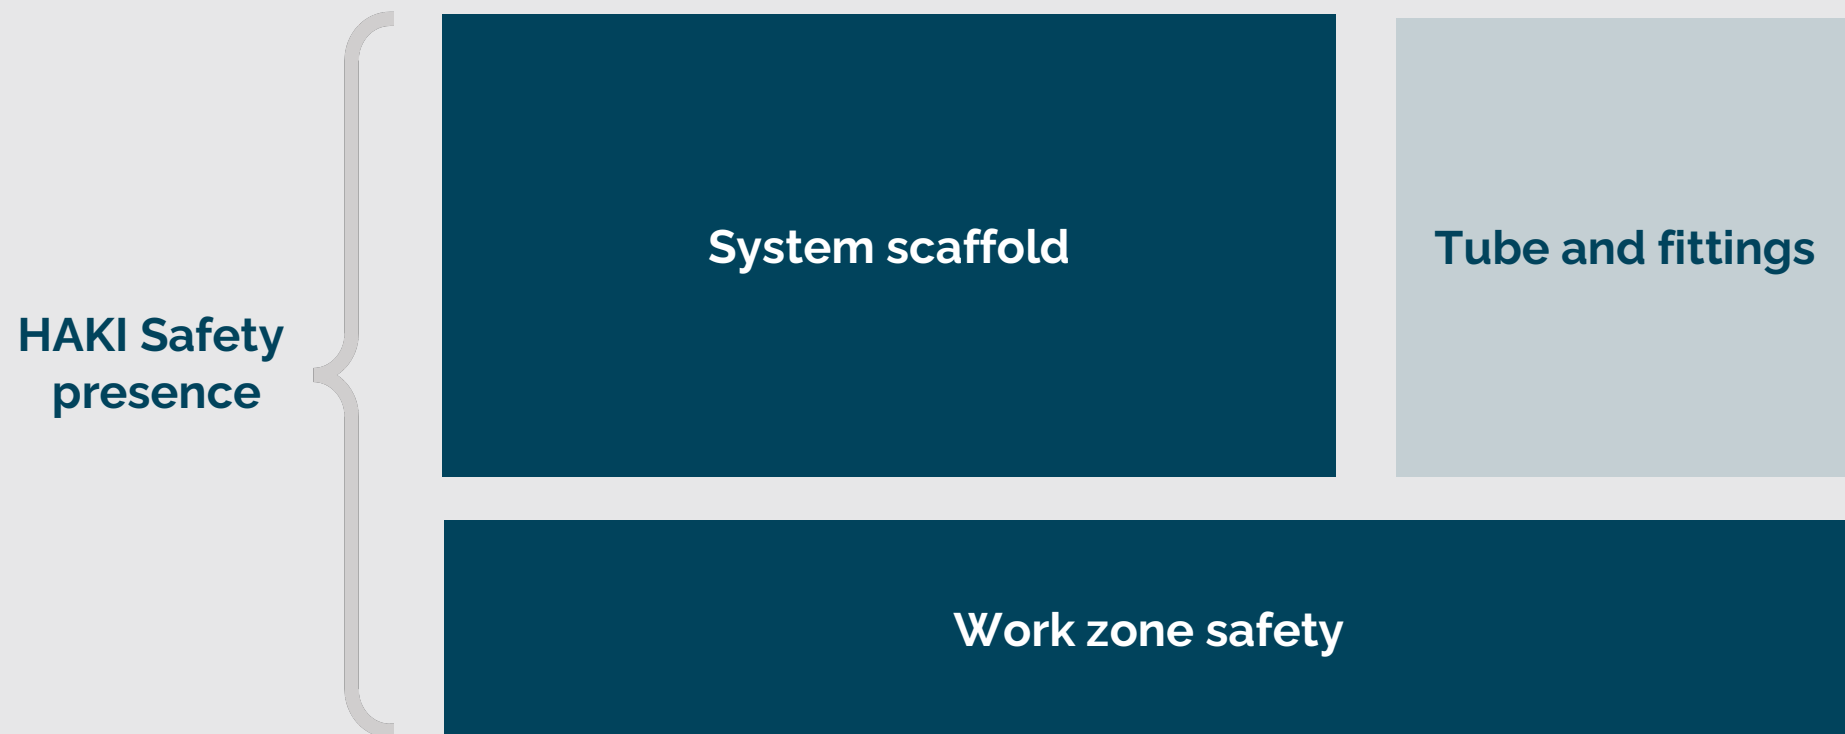 HAKI Safety
presence
System scaffold
Tube and fittings
Work zone safety